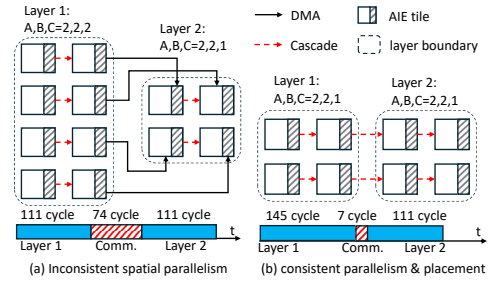 Layer 1:
A,B,C=2,2,2
Layer 2:
A,B,C=2,2,1
111 cycle
74 cycle
111 cycle
t
Layer 1
Comm.
Layer 2
(a) Inconsistent spatial parallelism
DMA
AIE tile
Cascade
layer boundary
Layer 1:
A,B,C=2,2,1
Layer 2:
A,B,C=2,2,1
145 cycle
7 cycle
111 cycle
t
Layer 1
Comm.
Layer 2
(b) consistent parallelism & placement